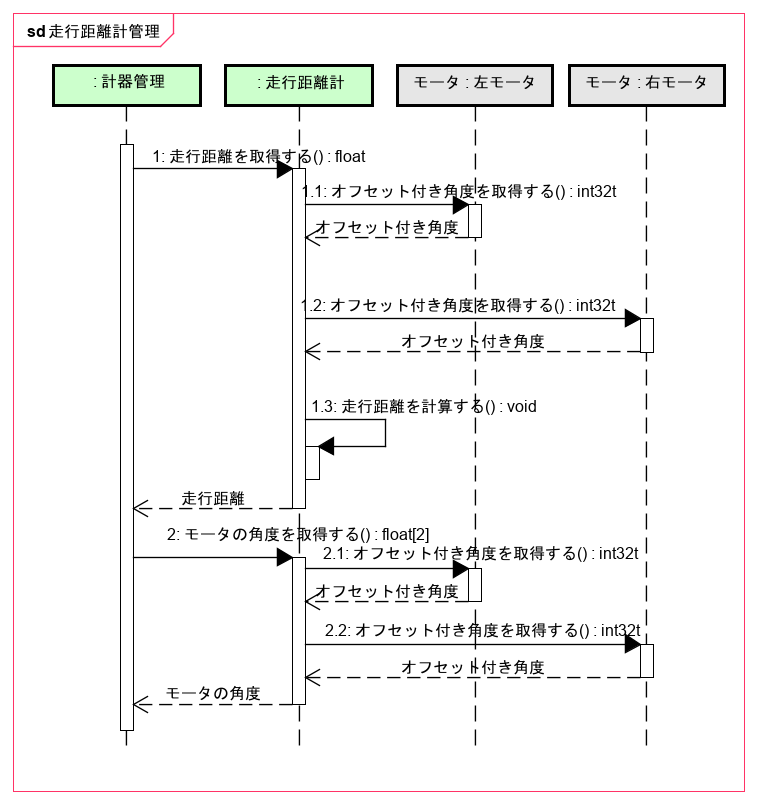 sd 走行距離計管理
: 計器管理
: 走行距離計
モータ : 左モータ
モータ : 右モータ
1: 走行距離を取得する() : float
1.1: オフセット付き角度を取得する() : int32t
オフセット付き角度
1.2: オフセット付き角度を取得する() : int32t
オフセット付き角度
1.3: 走行距離を計算する() : void
走行距離
2: モータの角度を取得する() : float[2]
2.1: オフセット付き角度を取得する() : int32t
オフセット付き角度
2.2: オフセット付き角度を取得する() : int32t
オフセット付き角度
モータの角度